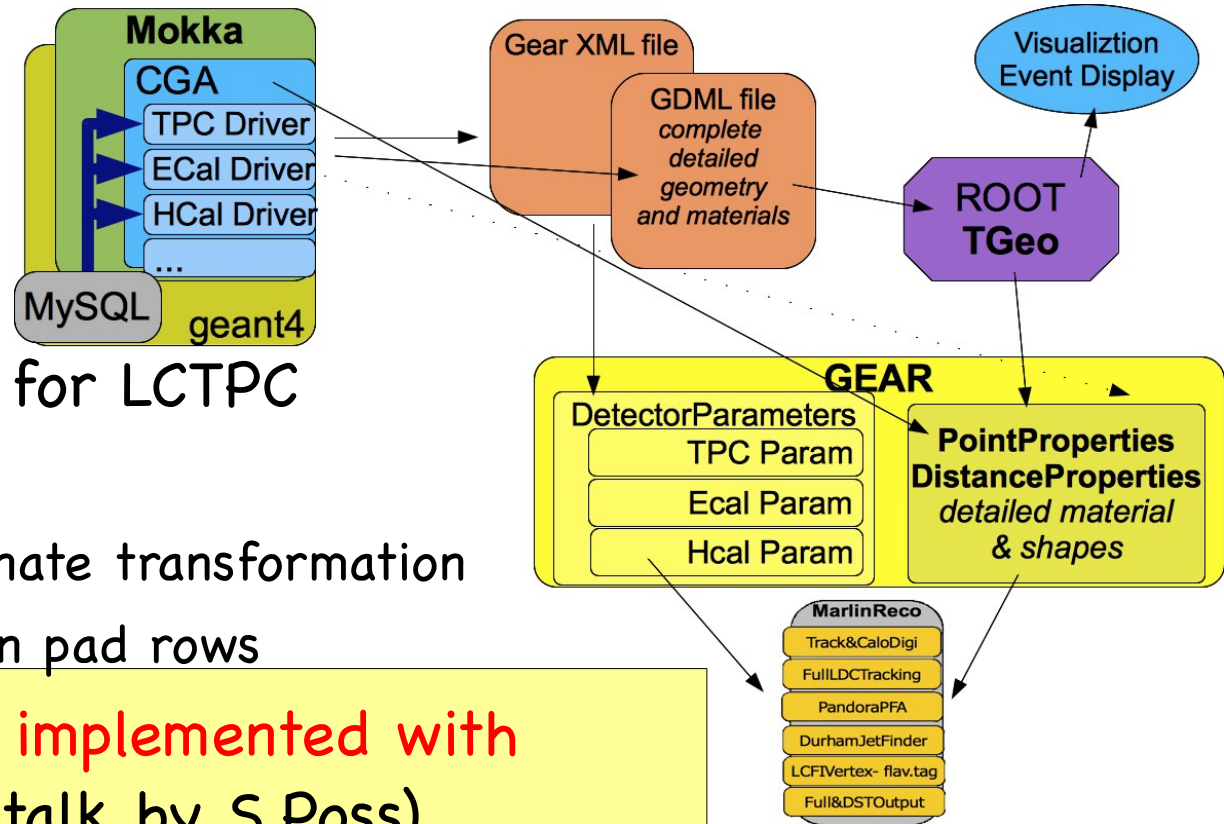 Mokka
CGA
TPC Driver
ECal Driver
HCal Driver
...
MySQL
geant4
Gear XML file
GDML file
complete
detailed
geometry
and materials
Visualiztion
Event Display
ROOT
TGeo
for LCTPC
GEAR
DetectorParameters
TPC Param
Ecal Param
Hcal Param
PointProperties
DistanceProperties
detailed material
& shapes
nate transformation
n pad rows
implemented with
talk by S.Poss)
MarlinReco
Track&CaloDigi
FullLDCTracking
PandoraPFA
DurhamJetFinder
LCFIVertex- flav.tag
Full&DSTOutput